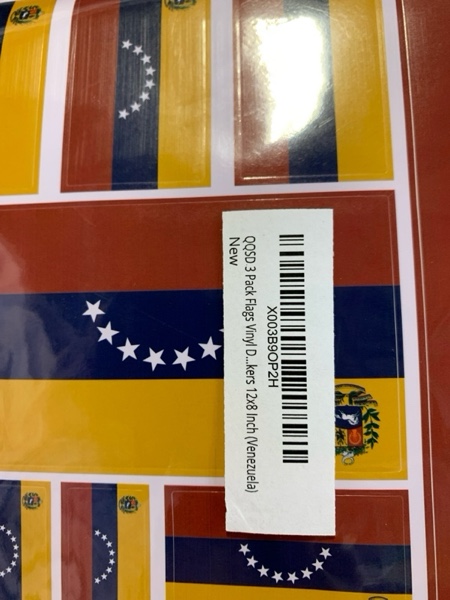 X003B9OP2H
QQSD 3 Pack Flags Vinyl D...kers 12x8 Inch (Venezuela)
New